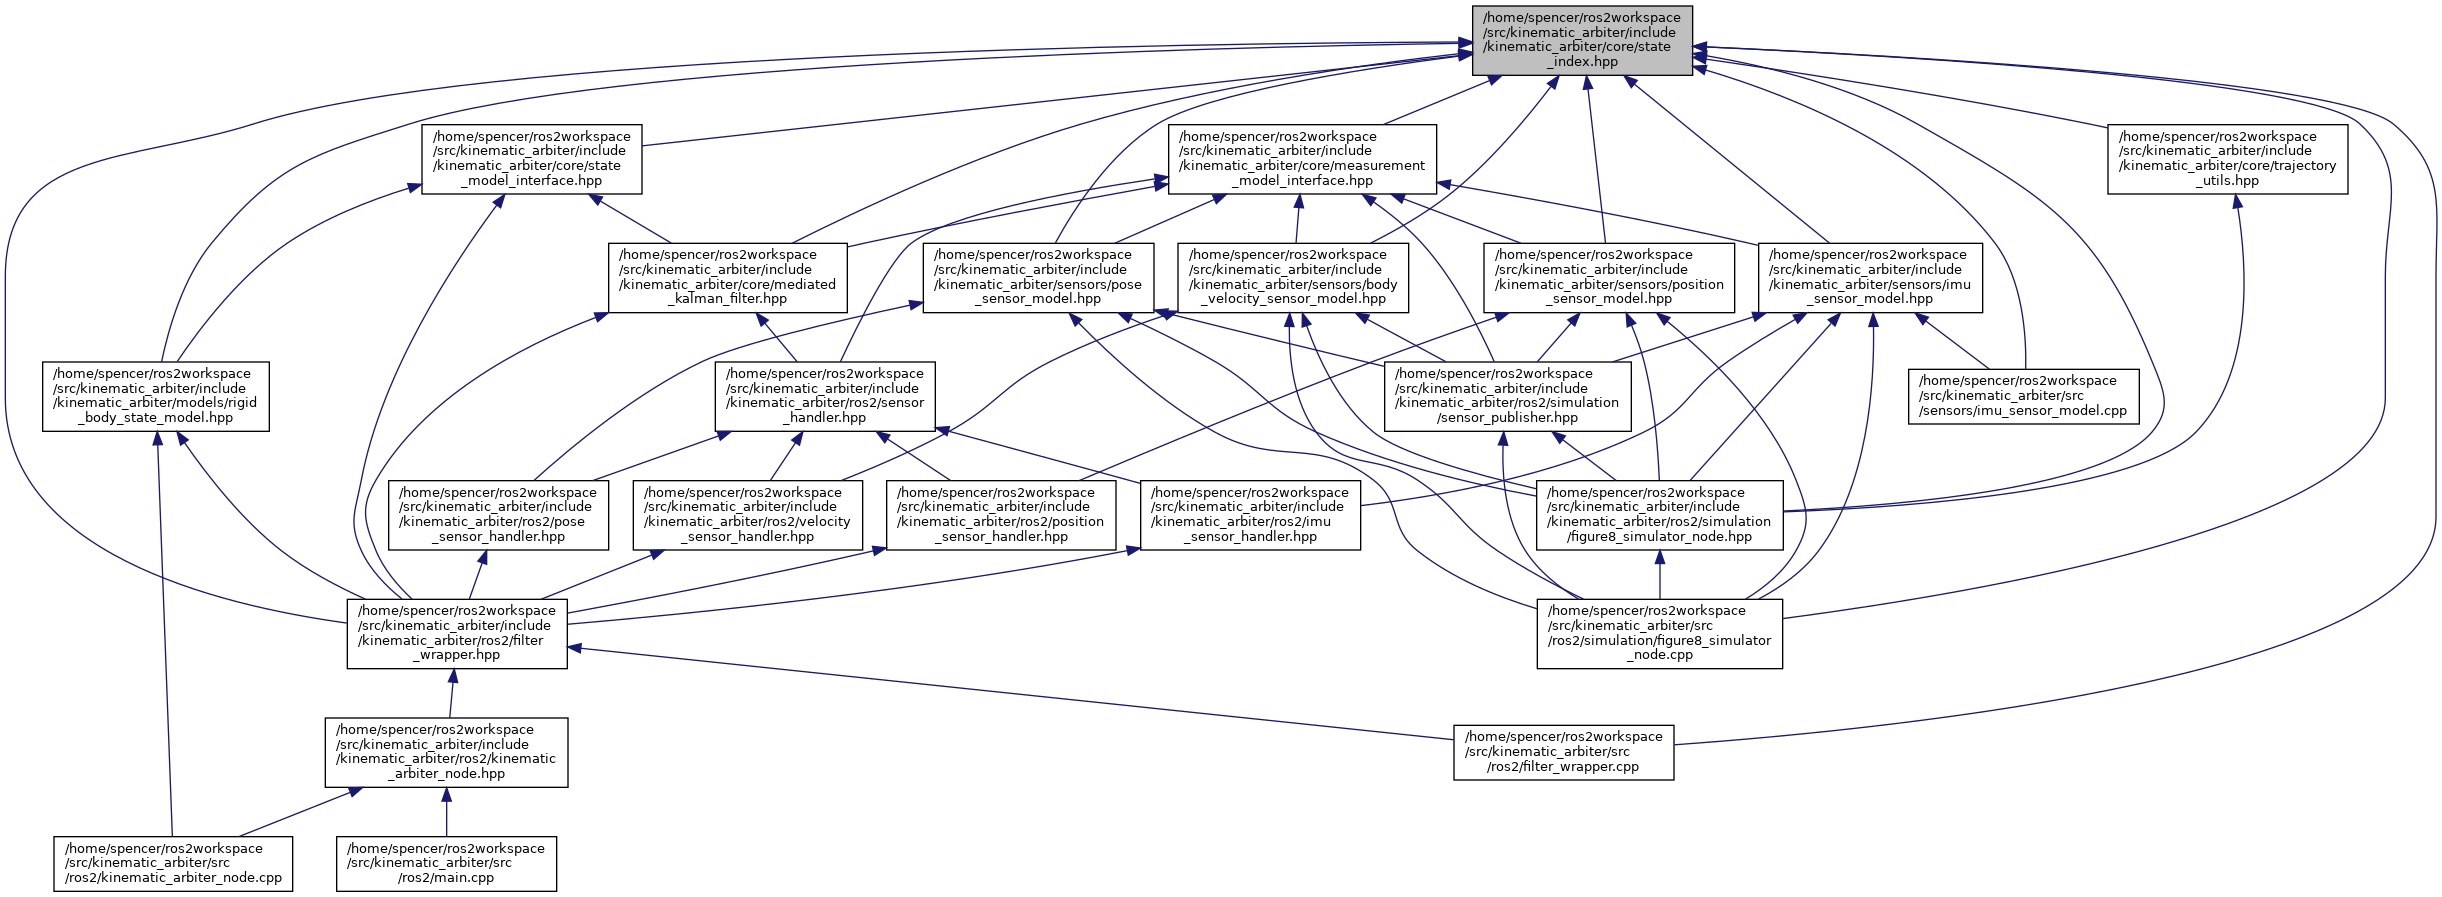 /home/spencer/ros2workspace
/src/kinematic_arbiter/include
/kinematic_arbiter/core/state
_index.hpp
/home/spencer/ros2workspace
/src/kinematic_arbiter/include
/kinematic_arbiter/core/state
_model_interface.hpp
/home/spencer/ros2workspace
/src/kinematic_arbiter/include
/kinematic_arbiter/core/measurement
_model_interface.hpp
/home/spencer/ros2workspace
/src/kinematic_arbiter/include
/kinematic_arbiter/core/trajectory
_utils.hpp
/home/spencer/ros2workspace
/src/kinematic_arbiter/include
/kinematic_arbiter/core/mediated
_kalman_filter.hpp
/home/spencer/ros2workspace
/src/kinematic_arbiter/include
/kinematic_arbiter/sensors/pose
_sensor_model.hpp
/home/spencer/ros2workspace
/src/kinematic_arbiter/include
/kinematic_arbiter/sensors/body
_velocity_sensor_model.hpp
/home/spencer/ros2workspace
/src/kinematic_arbiter/include
/kinematic_arbiter/sensors/position
_sensor_model.hpp
/home/spencer/ros2workspace
/src/kinematic_arbiter/include
/kinematic_arbiter/sensors/imu
_sensor_model.hpp
/home/spencer/ros2workspace
/src/kinematic_arbiter/include
/kinematic_arbiter/models/rigid
_body_state_model.hpp
/home/spencer/ros2workspace
/src/kinematic_arbiter/include
/kinematic_arbiter/ros2/sensor
_handler.hpp
/home/spencer/ros2workspace
/src/kinematic_arbiter/include
/kinematic_arbiter/ros2/simulation
/sensor_publisher.hpp
/home/spencer/ros2workspace
/src/kinematic_arbiter/src
/sensors/imu_sensor_model.cpp
/home/spencer/ros2workspace
/src/kinematic_arbiter/include
/kinematic_arbiter/ros2/pose
_sensor_handler.hpp
/home/spencer/ros2workspace
/src/kinematic_arbiter/include
/kinematic_arbiter/ros2/velocity
_sensor_handler.hpp
/home/spencer/ros2workspace
/src/kinematic_arbiter/include
/kinematic_arbiter/ros2/position
_sensor_handler.hpp
/home/spencer/ros2workspace
/src/kinematic_arbiter/include
/kinematic_arbiter/ros2/imu
_sensor_handler.hpp
/home/spencer/ros2workspace
/src/kinematic_arbiter/include
/kinematic_arbiter/ros2/simulation
/figure8_simulator_node.hpp
/home/spencer/ros2workspace
/src/kinematic_arbiter/include
/kinematic_arbiter/ros2/filter
_wrapper.hpp
/home/spencer/ros2workspace
/src/kinematic_arbiter/src
/ros2/simulation/figure8_simulator
_node.cpp
/home/spencer/ros2workspace
/src/kinematic_arbiter/include
/kinematic_arbiter/ros2/kinematic
_arbiter_node.hpp
/home/spencer/ros2workspace
/src/kinematic_arbiter/src
/ros2/filter_wrapper.cpp
/home/spencer/ros2workspace
/src/kinematic_arbiter/src
/ros2/kinematic_arbiter_node.cpp
/home/spencer/ros2workspace
/src/kinematic_arbiter/src
/ros2/main.cpp